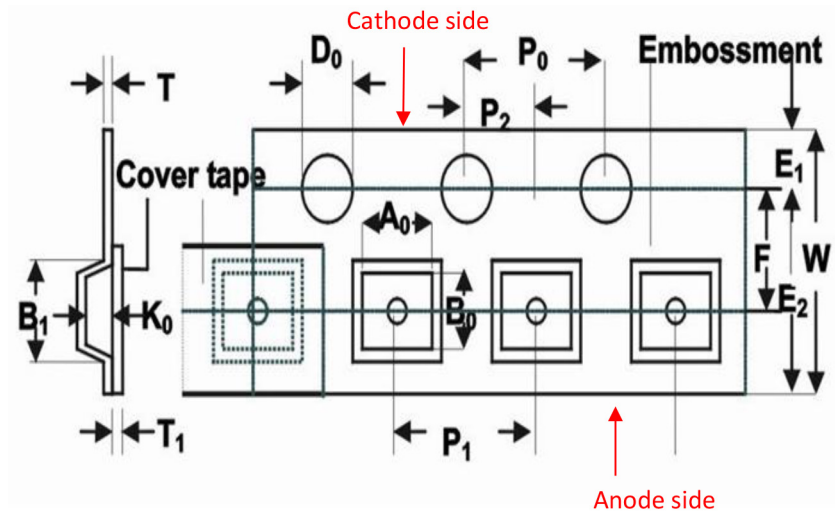 Cathode side
D₀
P₀
Embossment
T
P₂
E₁
Cover tape
A₀
F
W
B₁
K₀
B₀
E₂
T₁
P₁
Anode side